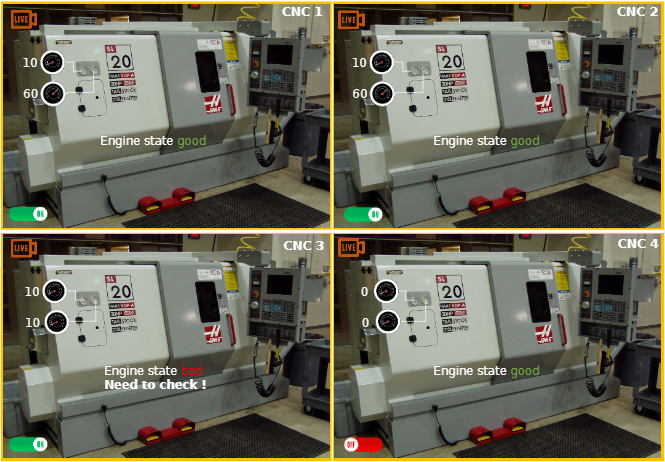 LIVE
CNC 1
10
60
SL
20
HAAS
Engine state good
ON
LIVE
CNC 2
10
60
SL
20
HAAS
Engine state good
ON
LIVE
CNC 3
10
10
SL
20
HAAS
Engine state bad
Need to check !
ON
LIVE
CNC 4
0
0
SL
20
HAAS
Engine state good
OFF